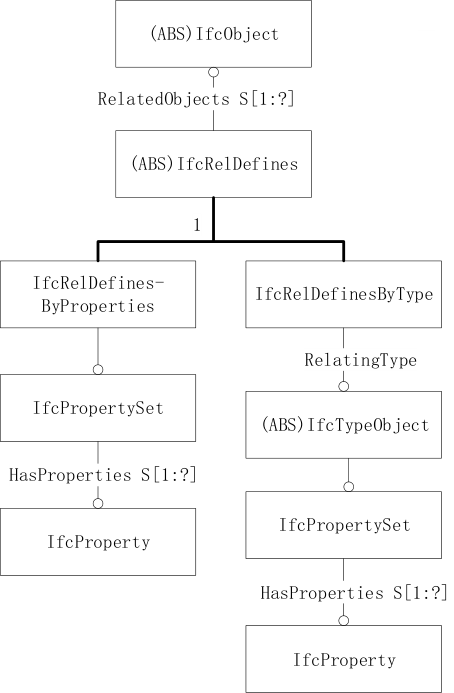 (ABS)IfcObject
RelatedObjects S[1:?]
(ABS)IfcRelDefines
1
IfcRelDefines-
ByProperties
IfcRelDefinesByType
RelatingType
IfcPropertySet
(ABS)IfcTypeObject
HasProperties S[1:?]
IfcPropertySet
IfcProperty
HasProperties S[1:?]
IfcProperty